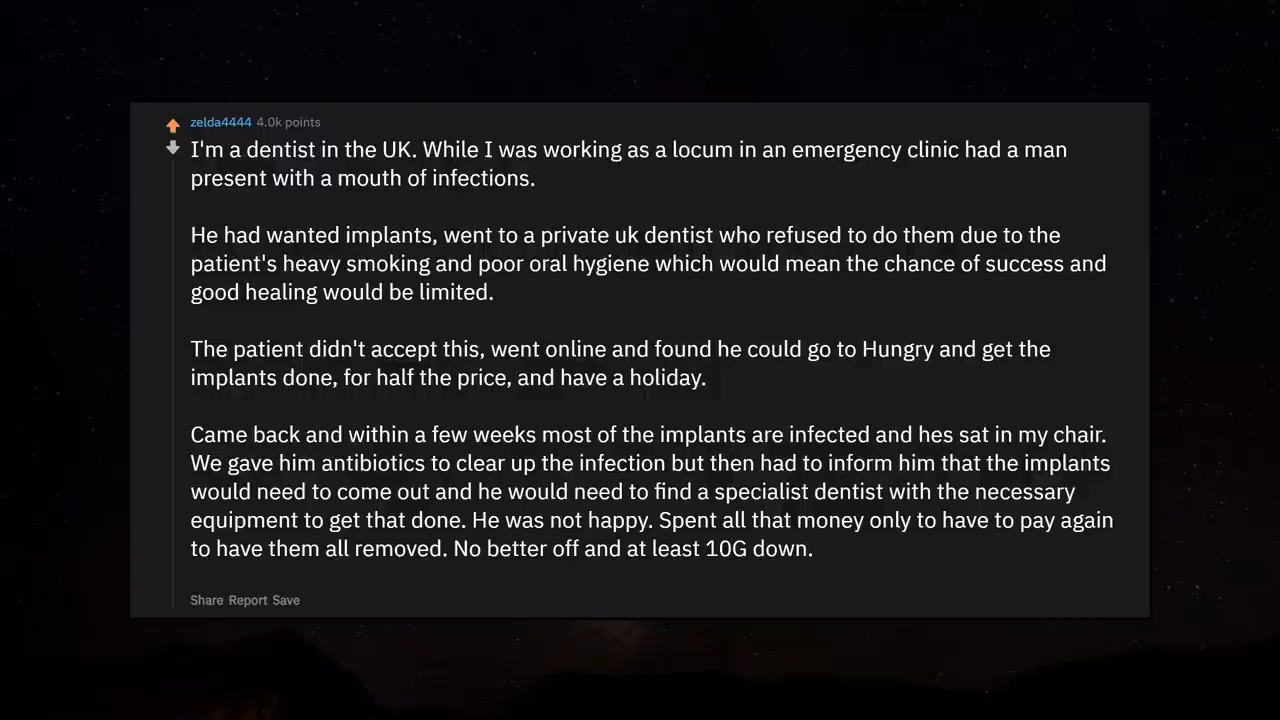 zelda4444 4.0k points
I'm a dentist in the UK. While I was working as a locum in an emergency clinic had a man
present with a mouth of infections.
He had wanted implants, went to a private uk dentist who refused to do them due to the
patient's heavy smoking and poor oral hygiene which would mean the chance of success and
good healing would be limited.
The patient didn't accept this, went online and found he could go to Hungry and get the
implants done, for half the price, and have a holiday.
Came back and within a few weeks most of the implants are infected and hes sat in my chair.
We gave him antibiotics to clear up the infection but then had to inform him that the implants
would need to come out and he would need to find a specialist dentist with the necessary
equipment to get that done. He was not happy. Spent all that money only to have to pay again
to have them all removed. No better off and at least 10G down.
Share Report Save